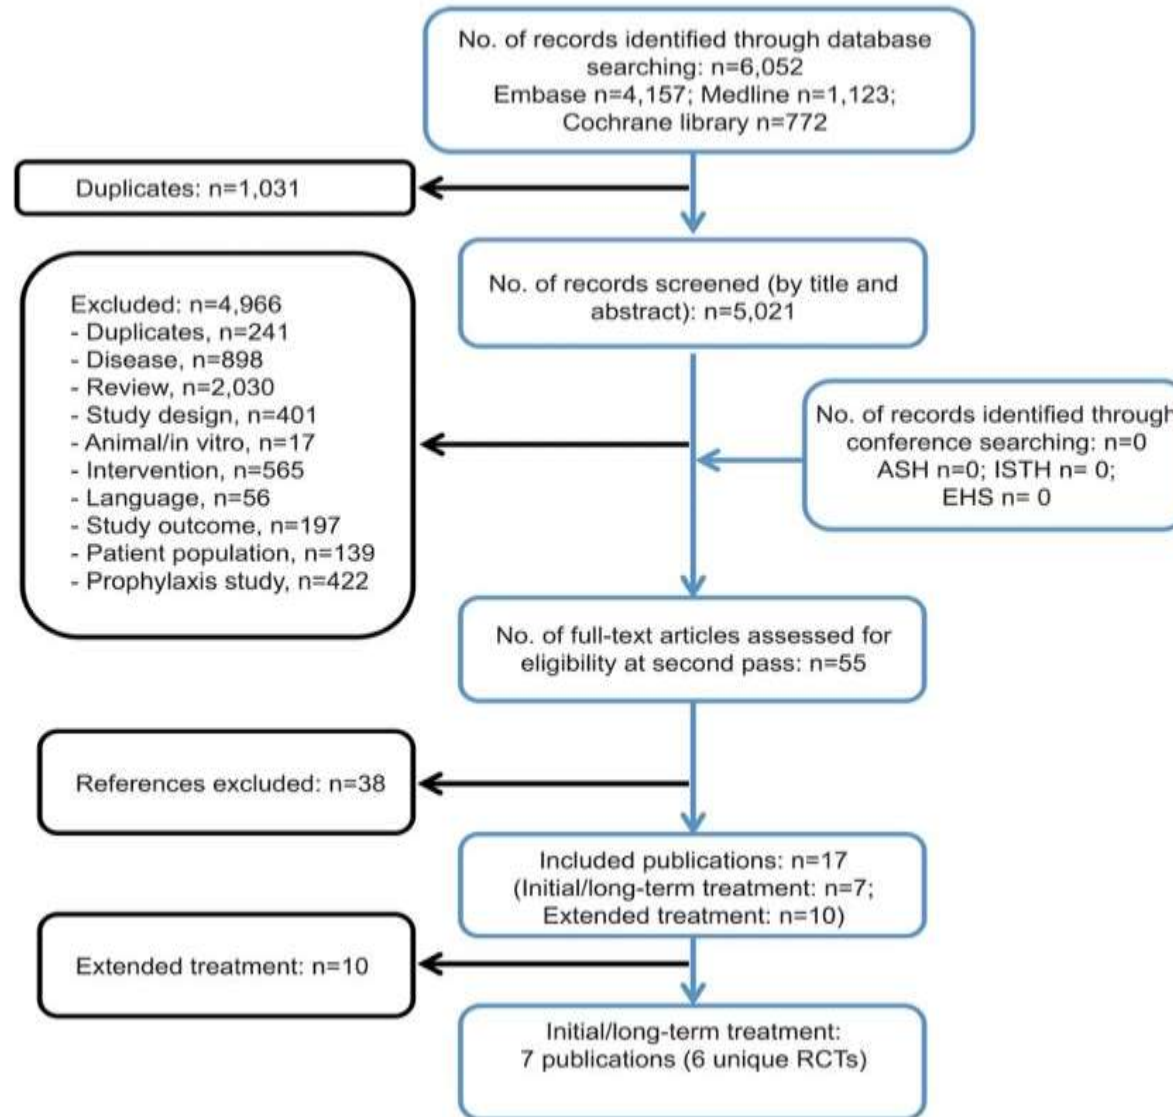 No. of records identified through database
searching: n=6,052
Embase n=4,157; Medline n=1,123;
Cochrane library n=772
Duplicates: n=1,031
No. of records screened (by title and
abstract): n=5,021
Excluded: n=4,966
- Duplicates, n=241
- Disease, n=898
- Review, n=2,030
- Study design, n=401
- Animal/in vitro, n=17
- Intervention, n=565
- Language, n=56
- Study outcome, n=197
- Patient population, n=139
- Prophylaxis study, n=422
No. of records identified through
conference searching: n=0
ASH n=0; ISTH n= 0;
EHS n= 0
No. of full-text articles assessed for
eligibility at second pass: n=55
References excluded: n=38
Included publications: n=17
(Initial/long-term treatment: n=7;
Extended treatment: n=10)
Extended treatment: n=10
Initial/long-term treatment:
7 publications (6 unique RCTs)